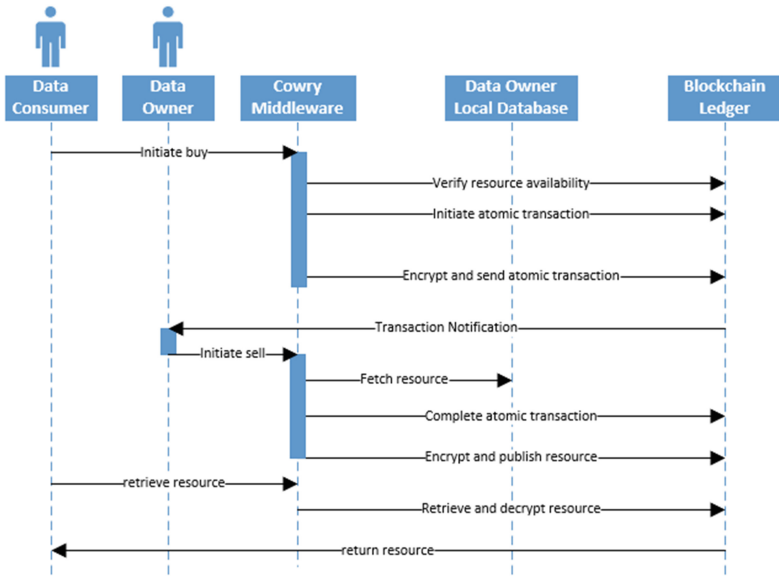 Data
Consumer
Data
Owner
Cowry
Middleware
Data Owner
Local Database
Blockchain
Ledger
Initiate buy
Verify resource availability
Initiate atomic transaction
Encrypt and send atomic transaction
Transaction Notification
Initiate sell
Fetch resource
Complete atomic transaction
Encrypt and publish resource
retrieve resource
Retrieve and decrypt resource
return resource